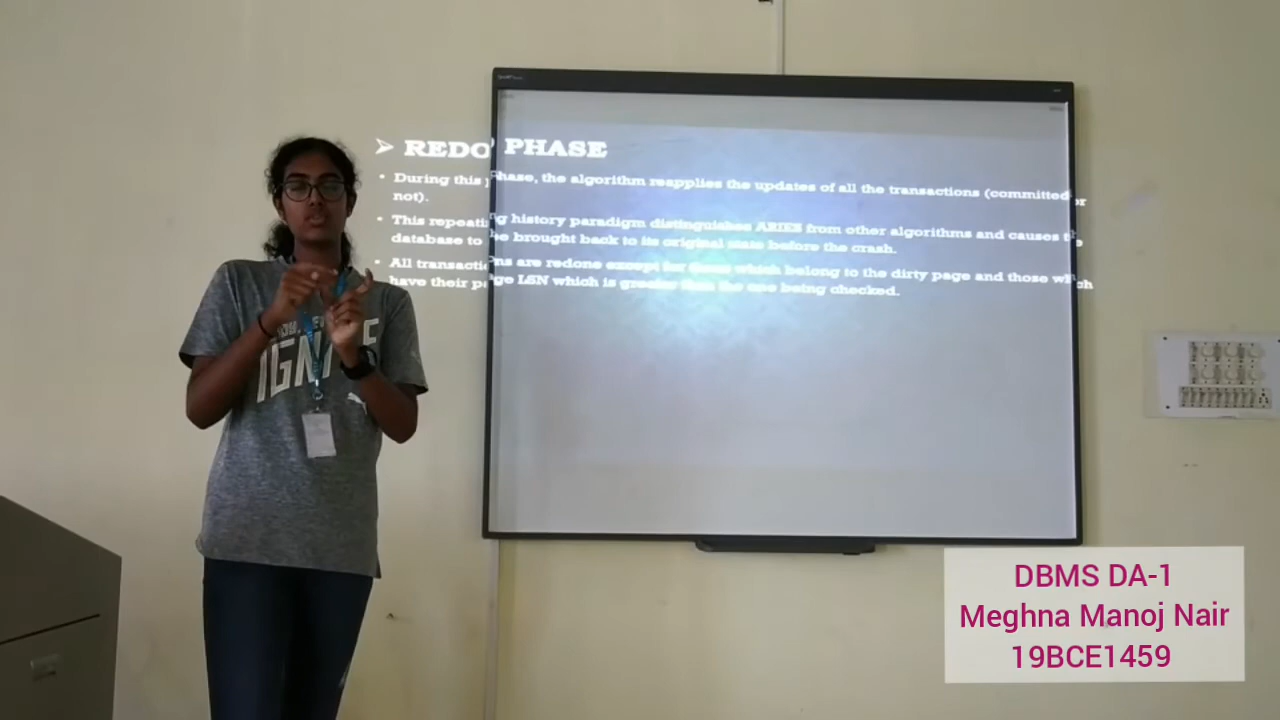 ➢ REDO PHASE
• During this phase, the algorithm reapplies the updates of all the transactions (committed or
not).
• This repeating history paradigm distinguishes ARIES from other algorithms and causes the
database to be brought back to its original state before the crash.
• All transactions are redone except for those which belong to the dirty page and those which
have their page LSN which is greater than the one being checked.
IGNITE
DBMS DA-1
Meghna Manoj Nair
19BCE1459